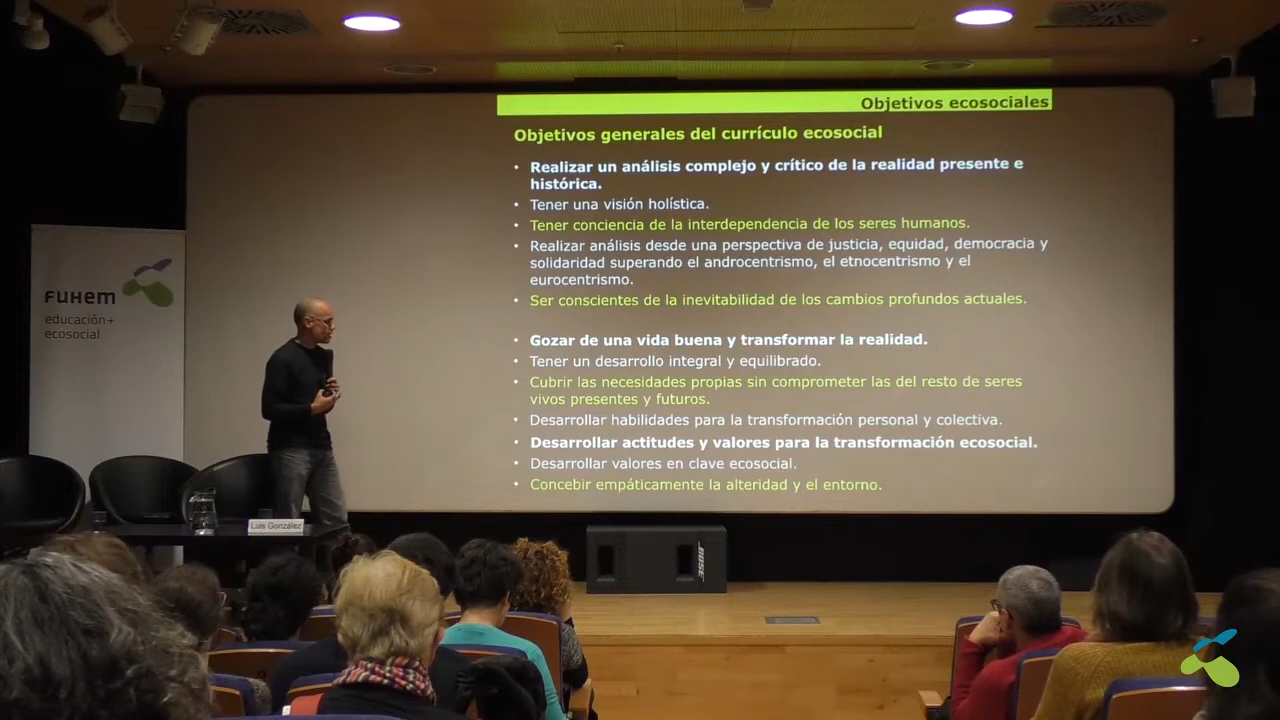 Objetivos ecosociales
Objetivos generales del currículo ecosocial
• Realizar un análisis complejo y crítico de la realidad presente e
histórica.
• Tener una visión holística.
• Tener conciencia de la interdependencia de los seres humanos.
• Realizar análisis desde una perspectiva de justicia, equidad, democracia y
solidaridad superando el androcentrismo, el etnocentrismo y el
eurocentrismo.
• Ser conscientes de la inevitabilidad de los cambios profundos actuales.
• Gozar de una vida buena y transformar la realidad.
• Tener un desarrollo integral y equilibrado.
• Cubrir las necesidades propias sin comprometer las del resto de seres
vivos presentes y futuros.
• Desarrollar habilidades para la transformación personal y colectiva.
• Desarrollar actitudes y valores para la transformación ecosocial.
• Desarrollar valores en clave ecosocial.
• Concebir empáticamente la alteridad y el entorno.
FUHEM
educación+
ecosocial
Luis González
BOSE